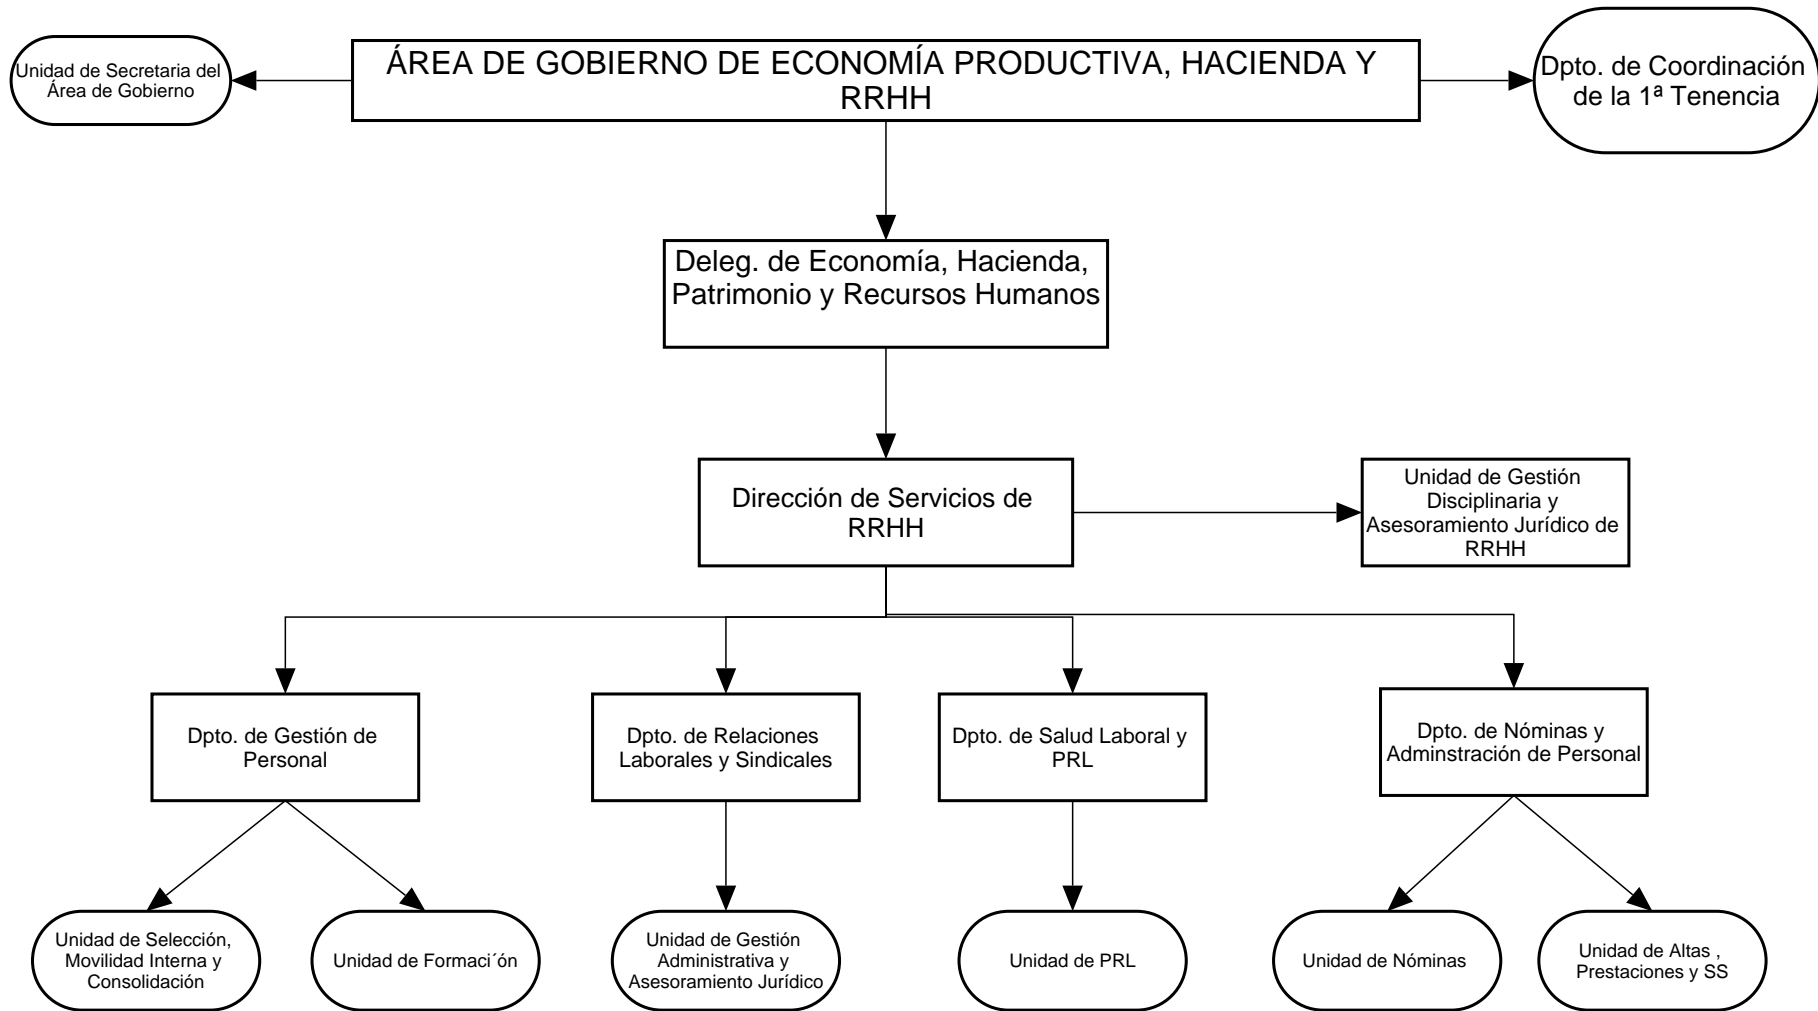 Unidad de Secretaria del
Área de Gobierno
ÁREA DE GOBIERNO DE ECONOMÍA PRODUCTIVA, HACIENDA Y
RRHH
Dpto. de Coordinación
de la 1ª Tenencia
Deleg. de Economía, Hacienda,
Patrimonio y Recursos Humanos
Dirección de Servicios de
RRHH
Unidad de Gestión
Disciplinaria y
Asesoramiento Jurídico de
RRHH
Dpto. de Gestión de
Personal
Dpto. de Relaciones
Laborales y Sindicales
Dpto. de Salud Laboral y
PRL
Dpto. de Nóminas y
Adminstración de Personal
Unidad de Selección,
Movilidad Interna y
Consolidación
Unidad de Formaci´ón
Unidad de Gestión
Administrativa y
Asesoramiento Jurídico
Unidad de PRL
Unidad de Nóminas
Unidad de Altas ,
Prestaciones y SS